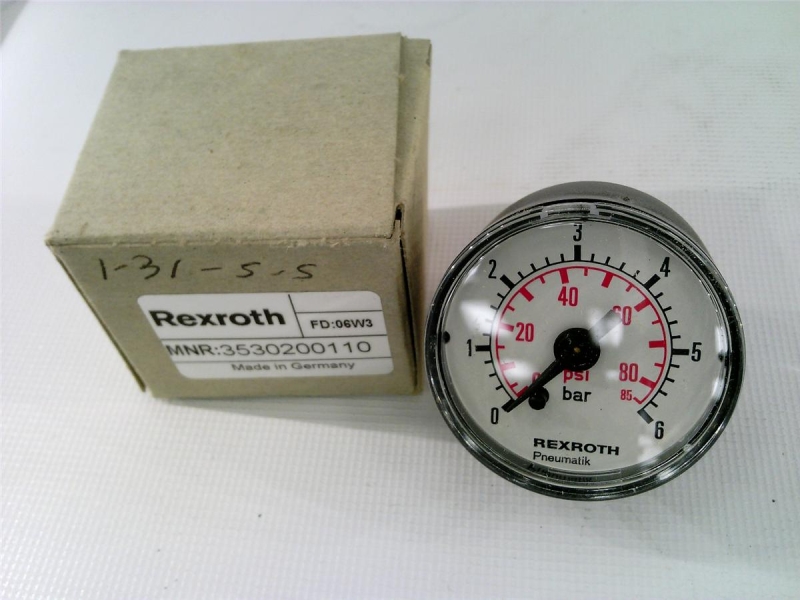 1-31-5-5
Rexroth
FD:06W3
MNR:3530200110
Made in Germany
0 1 2 3 4 5 6
20 40 60 80 85
psi
bar
REXROTH
Pneumatik